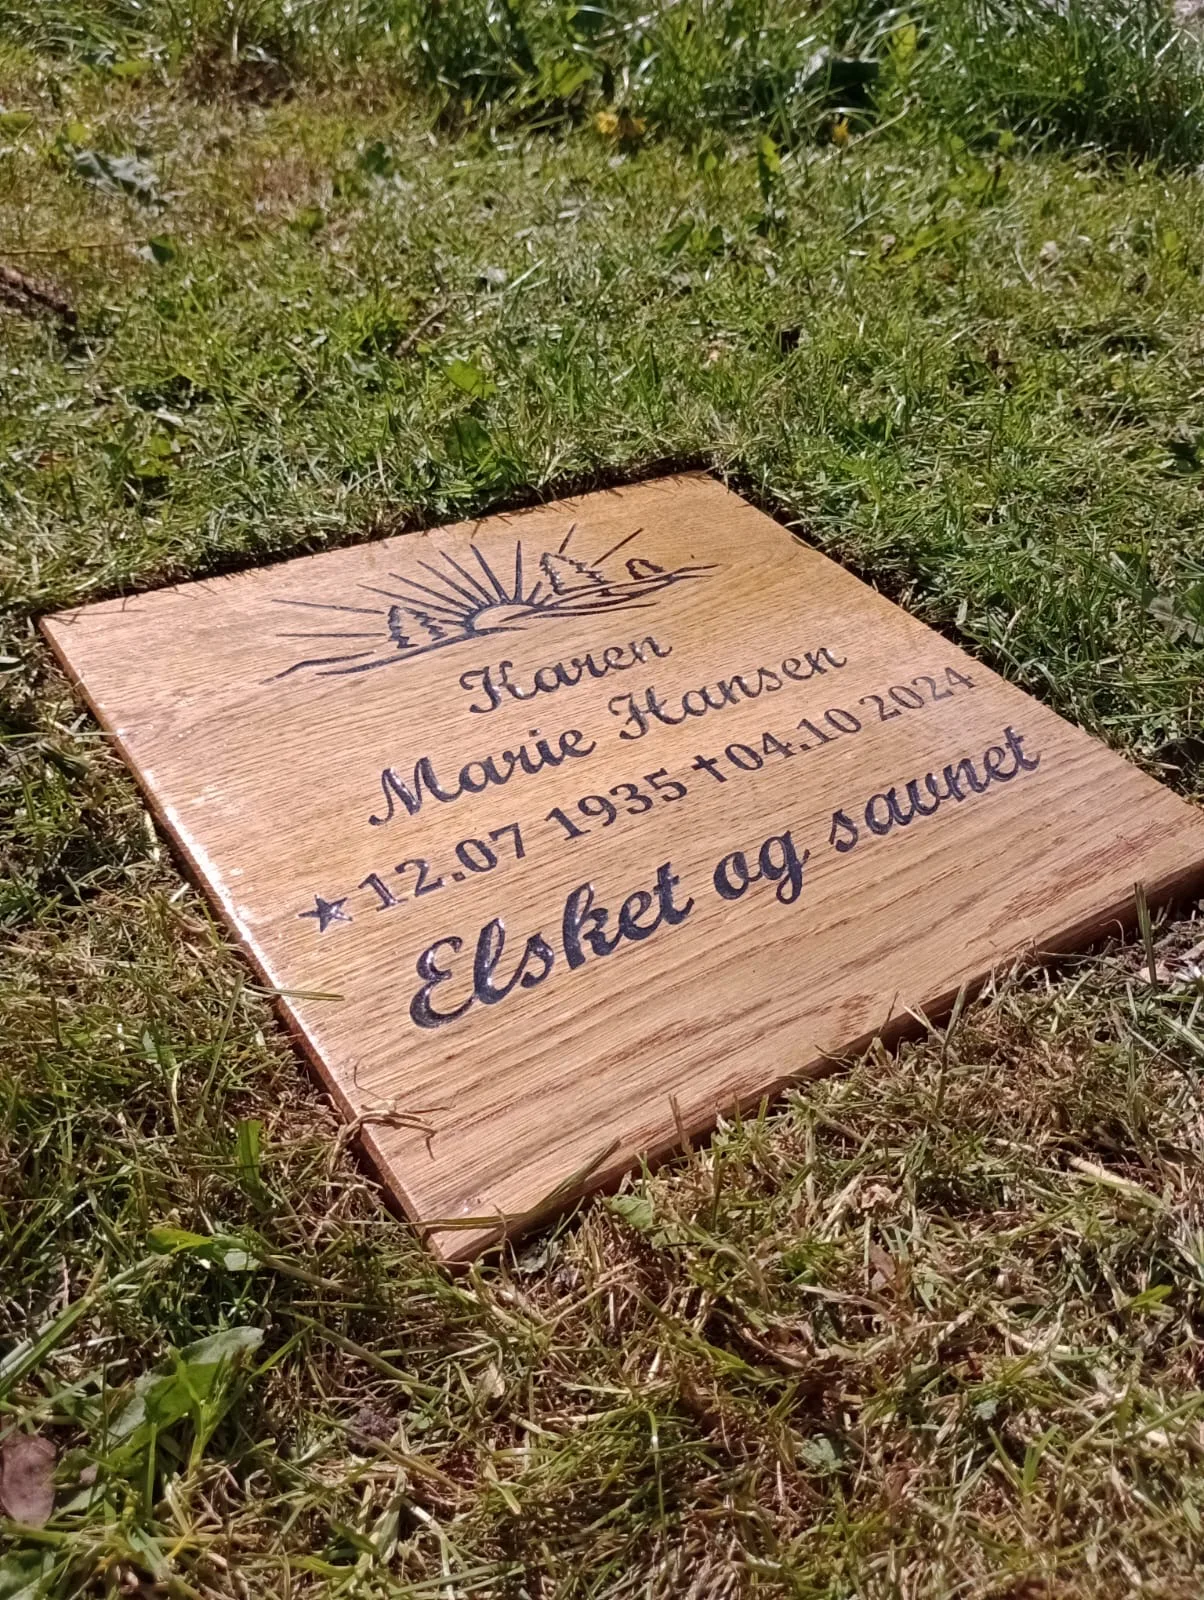 Karen
Marie Hansen
★12.07 1935 ✝04.10 2024
Elsket og savnet